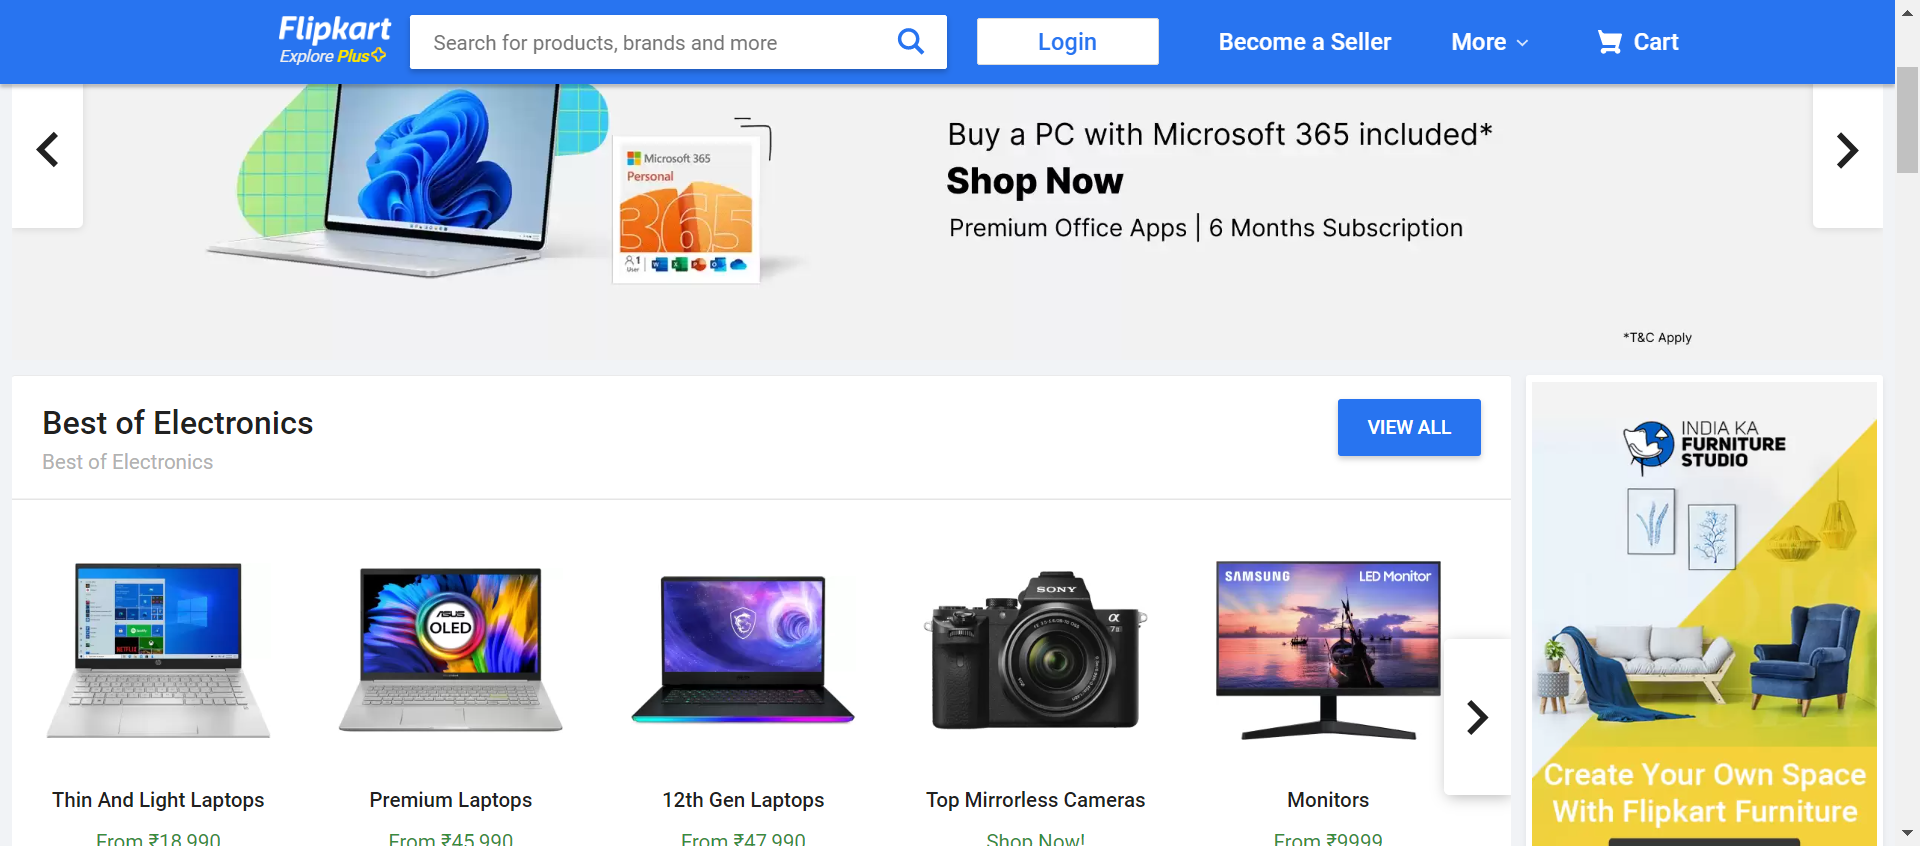 Flipkart
Explore Plus
Search for products, brands and more
Login
Become a Seller
More
Cart
Microsoft 365
Personal
365
1
User
Buy a PC with Microsoft 365 included*
Shop Now
Premium Office Apps | 6 Months Subscription
*T&C Apply
Best of Electronics
Best of Electronics
VIEW ALL
ASUS
OLED
SONY
α
7II
SAMSUNG
LED Monitor
Thin And Light Laptops
Premium Laptops
12th Gen Laptops
Top Mirrorless Cameras
Monitors
From ₹18,990
From ₹45,990
From ₹47,990
Shop Now!
From ₹9999
INDIA KA
FURNITURE
STUDIO
Create Your Own Space
With Flipkart Furniture